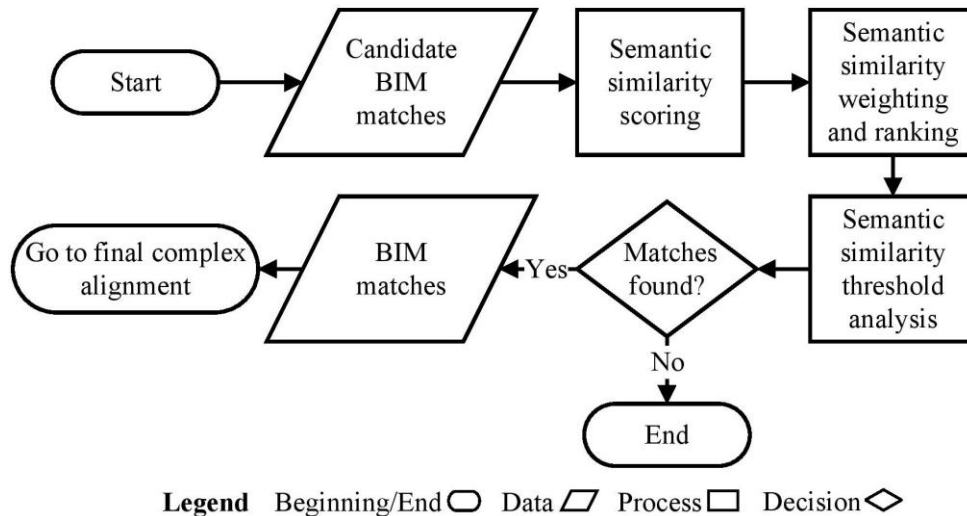 Start
Candidate
BIM
matches
Semantic
similarity
scoring
Semantic
similarity
weighting
and ranking
Semantic
similarity
threshold
analysis
Matches
found?
Yes
BIM
matches
Go to final complex
alignment
No
End
Legend Beginning/End Data Process Decision